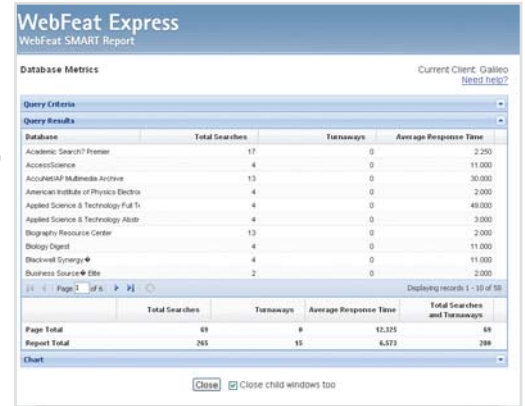 WebFeat Express
WebFeat SMART Report
Database Metrics Current Client: Galileo
Need help?
Query Criteria
Query Results
Database Total Searches Turnaways Average Response Time
Academic Search? Premier 17 0 2.250
AccessScience 4 0 11.000
AccuNet/AP Multimedia Archive 13 0 30.000
American Institute of Physics Electron 4 0 2.000
Applied Science & Technology Full Te 4 0 49.000
Applied Science & Technology Abstr 4 0 3.000
Biography Resource Center 13 0 2.000
Biology Digest 4 0 11.000
Blackwell Synergy� 4 0 11.000
Business Source� Elite 2 0 2.000
Page 1 of 6 Displaying records 1 - 10 of 58
Total Searches Turnaways Average Response Time Total Searches and Turnaways
Page Total 69 0 12.325 69
Report Total 265 15 6.573 280
Chart
Close Close child windows too